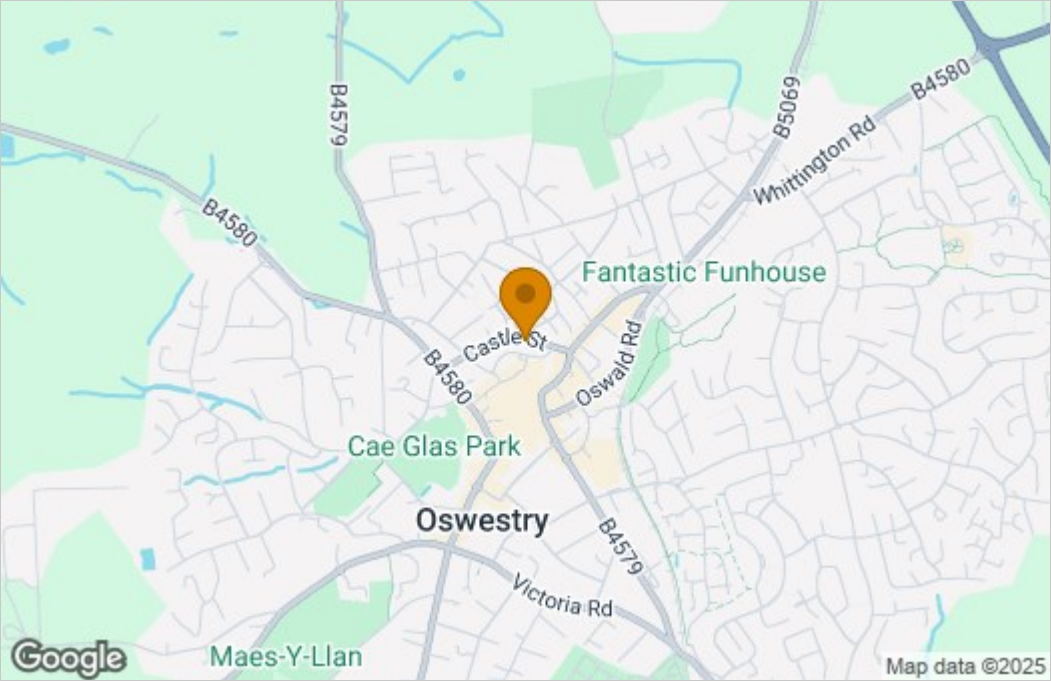 B4579
B5069
B4580
Whittington Rd
B4580
Fantastic Funhouse
Castle St
Oswald Rd
B4580
Cae Glas Park
Oswestry
B4579
Victoria Rd
Maes-Y-Llan
Google
Map data ©2025